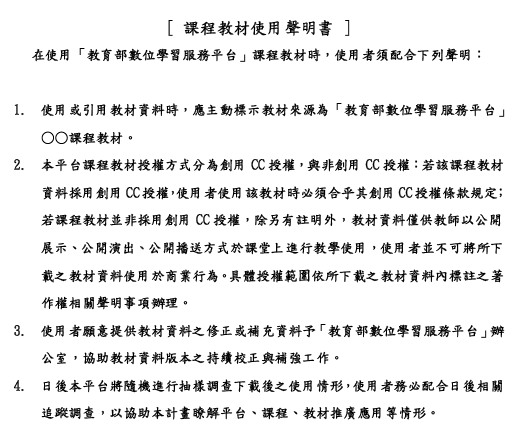 [ 課程教材使用聲明書 ]
在使用「教育部數位學習服務平台」課程教材時，使用者須配合下列聲明：
1. 使用或引用教材資料時，應主動標示教材來源為「教育部數位學習服務平台」
○○課程教材。
2. 本平台課程教材授權方式分為創用 CC 授權，與非創用 CC 授權：若該課程教材
資料採用創用 CC 授權，使用者使用該教材時必須合乎其創用 CC 授權條款規定；
若課程教材並非採用創用 CC 授權，除另有註明外，教材資料僅供教師以公開
展示、公開演出、公開播送方式於課堂上進行教學使用，使用者並不可將所下
載之教材資料使用於商業行為。具體授權範圍依所下載之教材資料內標註之著
作權相關聲明事項辦理。
3. 使用者願意提供教材資料之修正或補充資料予「教育部數位學習服務平台」辦
公室，協助教材資料版本之持續校正與補強工作。
4. 日後本平台將隨機進行抽樣調查下載後之使用情形，使用者務必配合日後相關
追蹤調查，以協助本計畫瞭解平台、課程、教材推廣應用等情形。